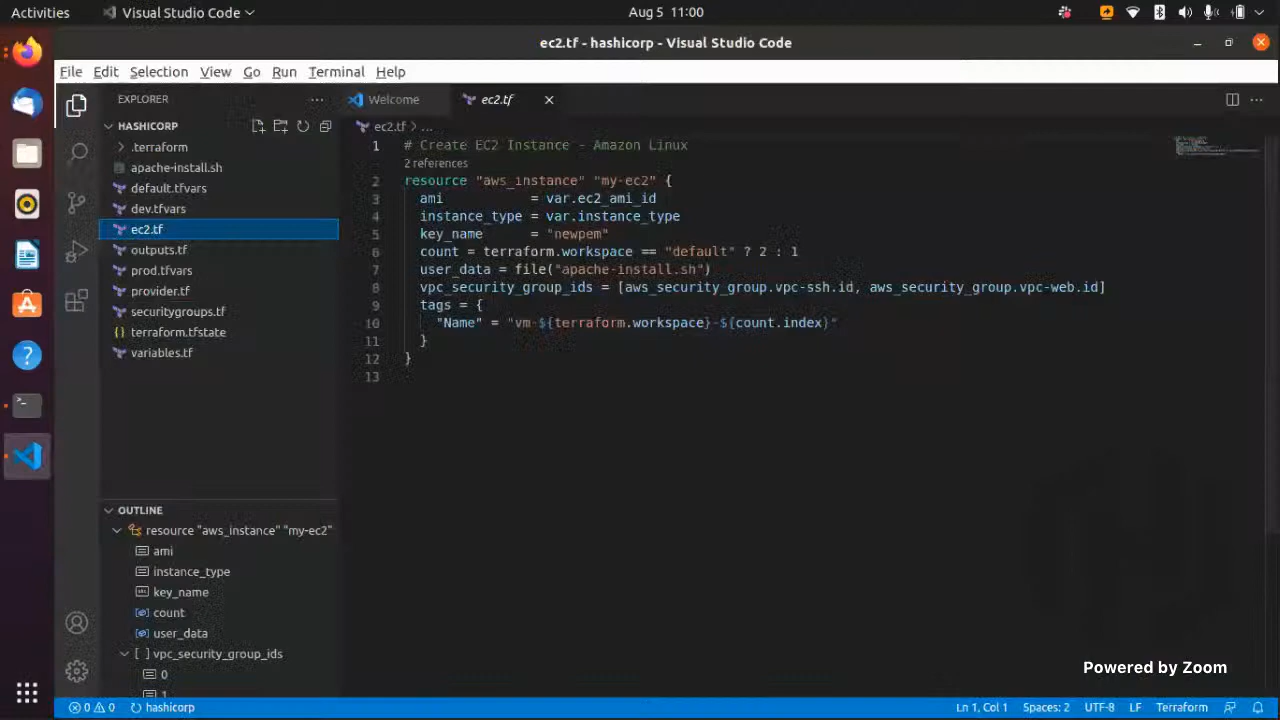 Activities
Visual Studio Code
Aug 5 11:00
ec2.tf - hashicorp - Visual Studio Code
File Edit Selection View Go Run Terminal Help
EXPLORER
Welcome
ec2.tf
HASHICORP
ec2.tf > ...
.terraform
apache-install.sh
default.tfvars
dev.tfvars
ec2.tf
outputs.tf
prod.tfvars
provider.tf
securitygroups.tf
terraform.tfstate
variables.tf
1 # Create EC2 Instance - Amazon Linux
2 references
2 resource "aws_instance" "my-ec2" {
3 ami = var.ec2_ami_id
4 instance_type = var.instance_type
5 key_name = "newpem"
6 count = terraform.workspace == "default" ? 2 : 1
7 user_data = file("apache-install.sh")
8 vpc_security_group_ids = [aws_security_group.vpc-ssh.id, aws_security_group.vpc-web.id]
9 tags = {
10 "Name" = "vm-${terraform.workspace}-${count.index}"
11 }
12 }
13
OUTLINE
resource "aws_instance" "my-ec2"
ami
instance_type
key_name
count
user_data
vpc_security_group_ids
0
1
Powered by Zoom
0 0 hashicorp
Ln 1, Col 1 Spaces: 2 UTF-8 LF Terraform